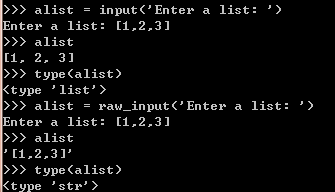 >>> alist = input('Enter a list: ')
Enter a list: [1,2,3]
>>> alist
[1, 2, 3]
>>> type(alist)
<type 'list'>
>>> alist = raw_input('Enter a list: ')
Enter a list: [1,2,3]
>>> alist
'[1,2,3]'
>>> type(alist)
<type 'str'>